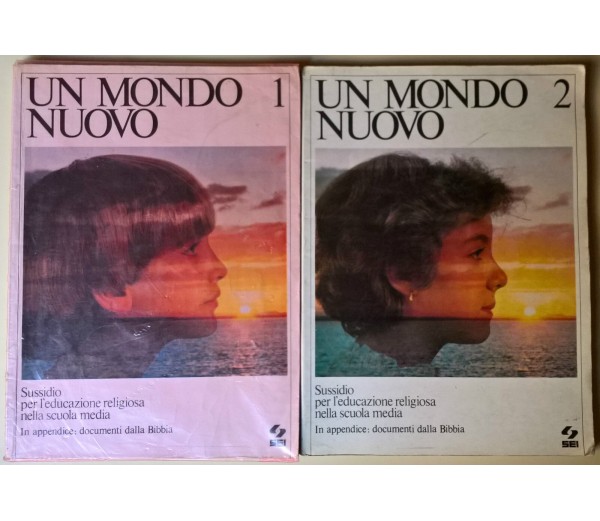 UN MONDO 1
NUOVO
Sussidio
per l'educazione religiosa
nella scuola media
In appendice: documenti dalla Bibbia
SEI
UN MONDO 2
NUOVO
Sussidio
per l'educazione religiosa
nella scuola media
In appendice: documenti dalla Bibbia
SEI